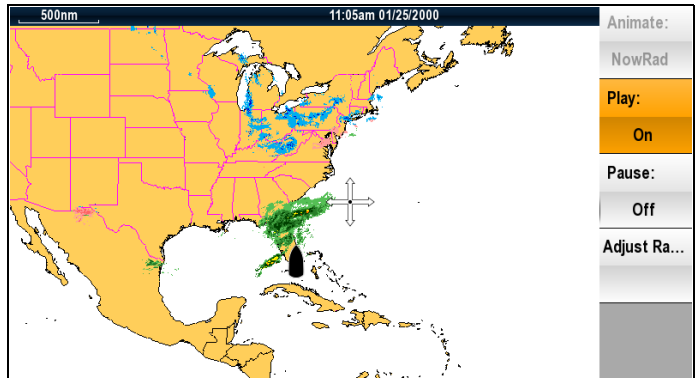 500nm 11:05am 01/25/2000
Animate:
NowRad
Play:
On
Pause:
Off
Adjust Ra...